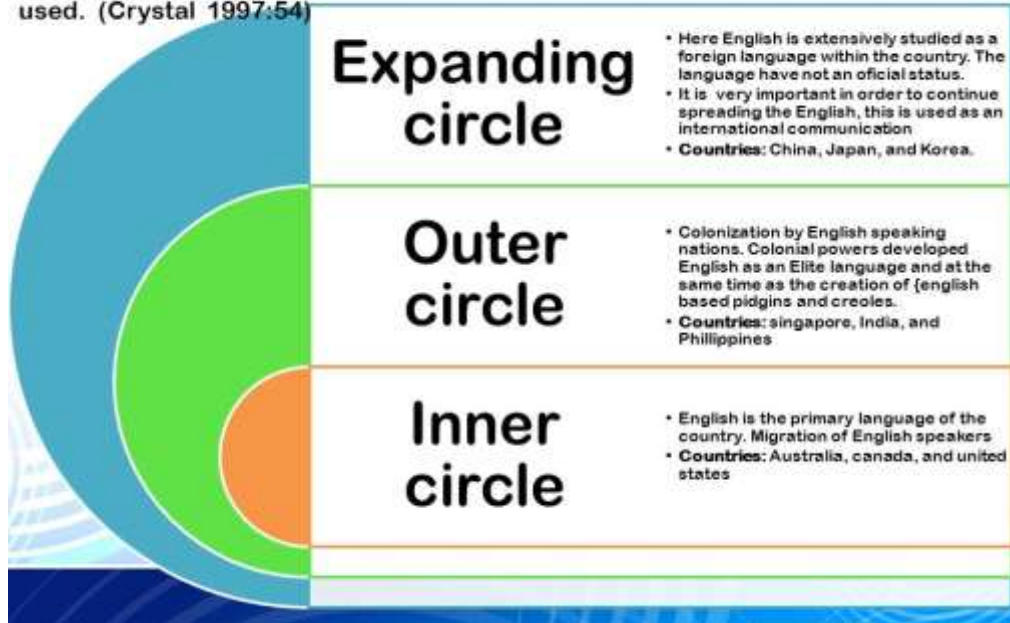 used. (Crystal 1997:54)
Expanding
circle
• Here English is extensively studied as a
foreign language within the country. The
language have not an oficial status.
• It is very important in order to continue
spreading the English, this is used as an
international communication
• Countries: China, Japan, and Korea.
Outer
circle
• Colonization by English speaking
nations. Colonial powers developed
English as an Elite language and at the
same time as the creation of {english
based pidgins and creoles.
• Countries: singapore, India, and
Phillippines
Inner
circle
• English is the primary language of the
country. Migration of English speakers
• Countries: Australia, canada, and united
states